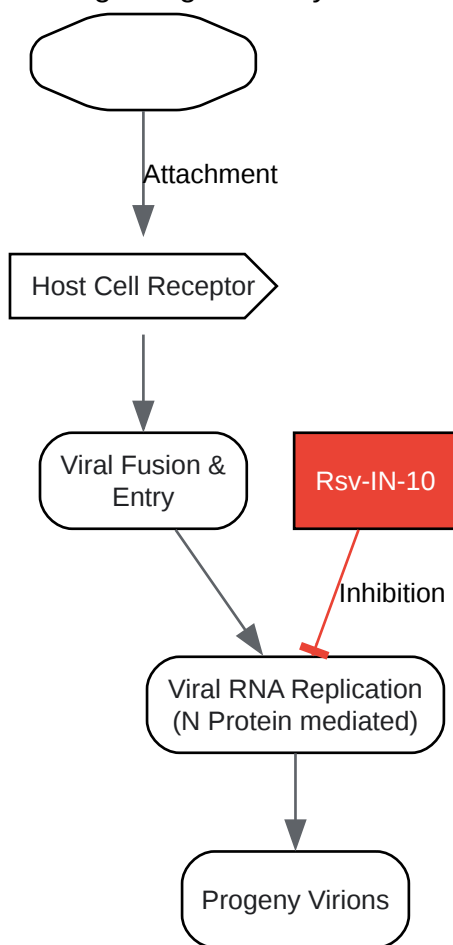 Attachment
Host Cell Receptor
Viral Fusion &
Entry
Rsv-IN-10
Inhibition
Viral RNA Replication
(N Protein mediated)
Progeny Virions